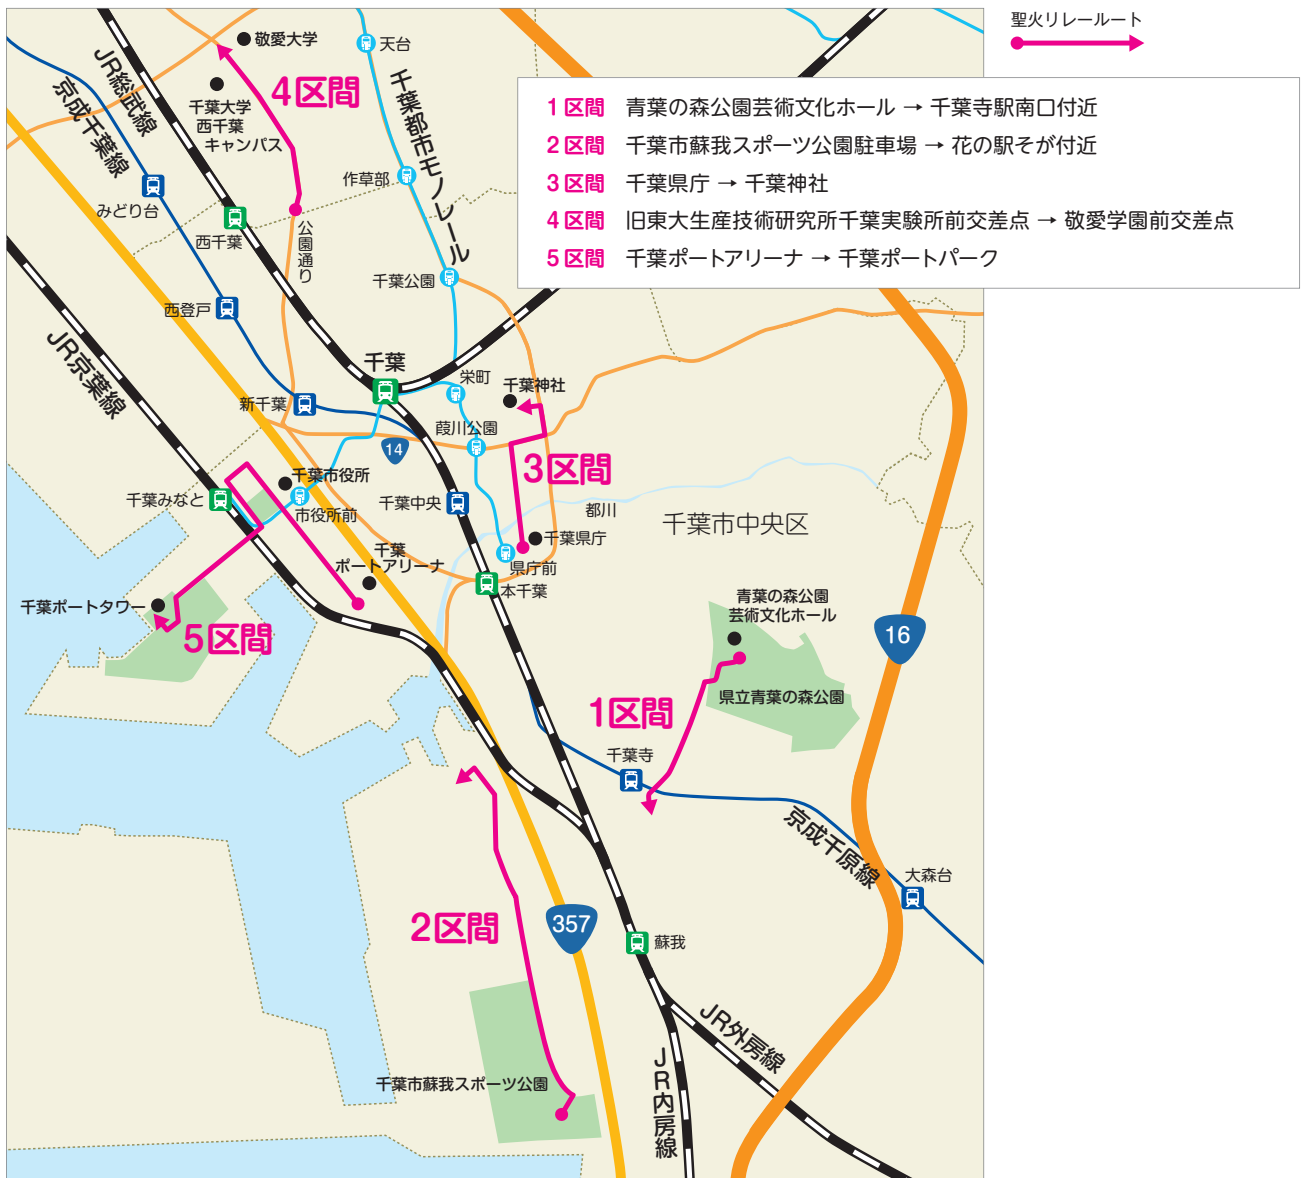 聖火リレールート
1区間 青葉の森公園芸術文化ホール → 千葉寺駅南口付近
2区間 千葉市蘇我スポーツ公園駐車場 → 花の駅そが付近
3区間 千葉県庁 → 千葉神社
4区間 旧東大生産技術研究所千葉実験所前交差点 → 敬愛学園前交差点
5区間 千葉ポートアリーナ → 千葉ポートパーク
敬愛大学
天台
JR総武線
京成千葉線
4区間
千葉都市モノレール
千葉大学
西千葉
キャンパス
作草部
みどり台
西千葉
公園通り
千葉公園
西登戸
JR京葉線
千葉
栄町
千葉神社
新千葉
葭川公園
14
3区間
千葉市役所
千葉みなと
市役所前
千葉中央
都川
千葉市中央区
千葉県庁
県庁前
千葉
ポートアリーナ
本千葉
千葉ポートタワー
5区間
青葉の森公園
芸術文化ホール
16
県立青葉の森公園
1区間
千葉寺
京成千原線
大森台
2区間
357
蘇我
JR外房線
JR内房線
千葉市蘇我スポーツ公園